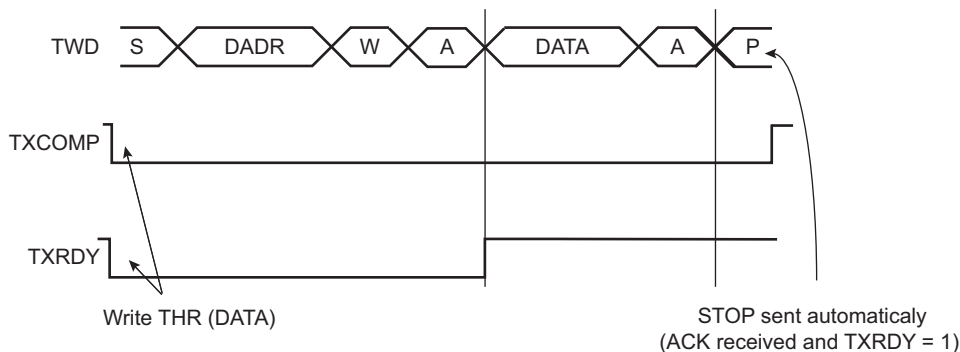 TWD S DADR W A DATA A P
TXCOMP
TXRDY
Write THR (DATA)
STOP sent automaticaly
(ACK received and TXRDY = 1)